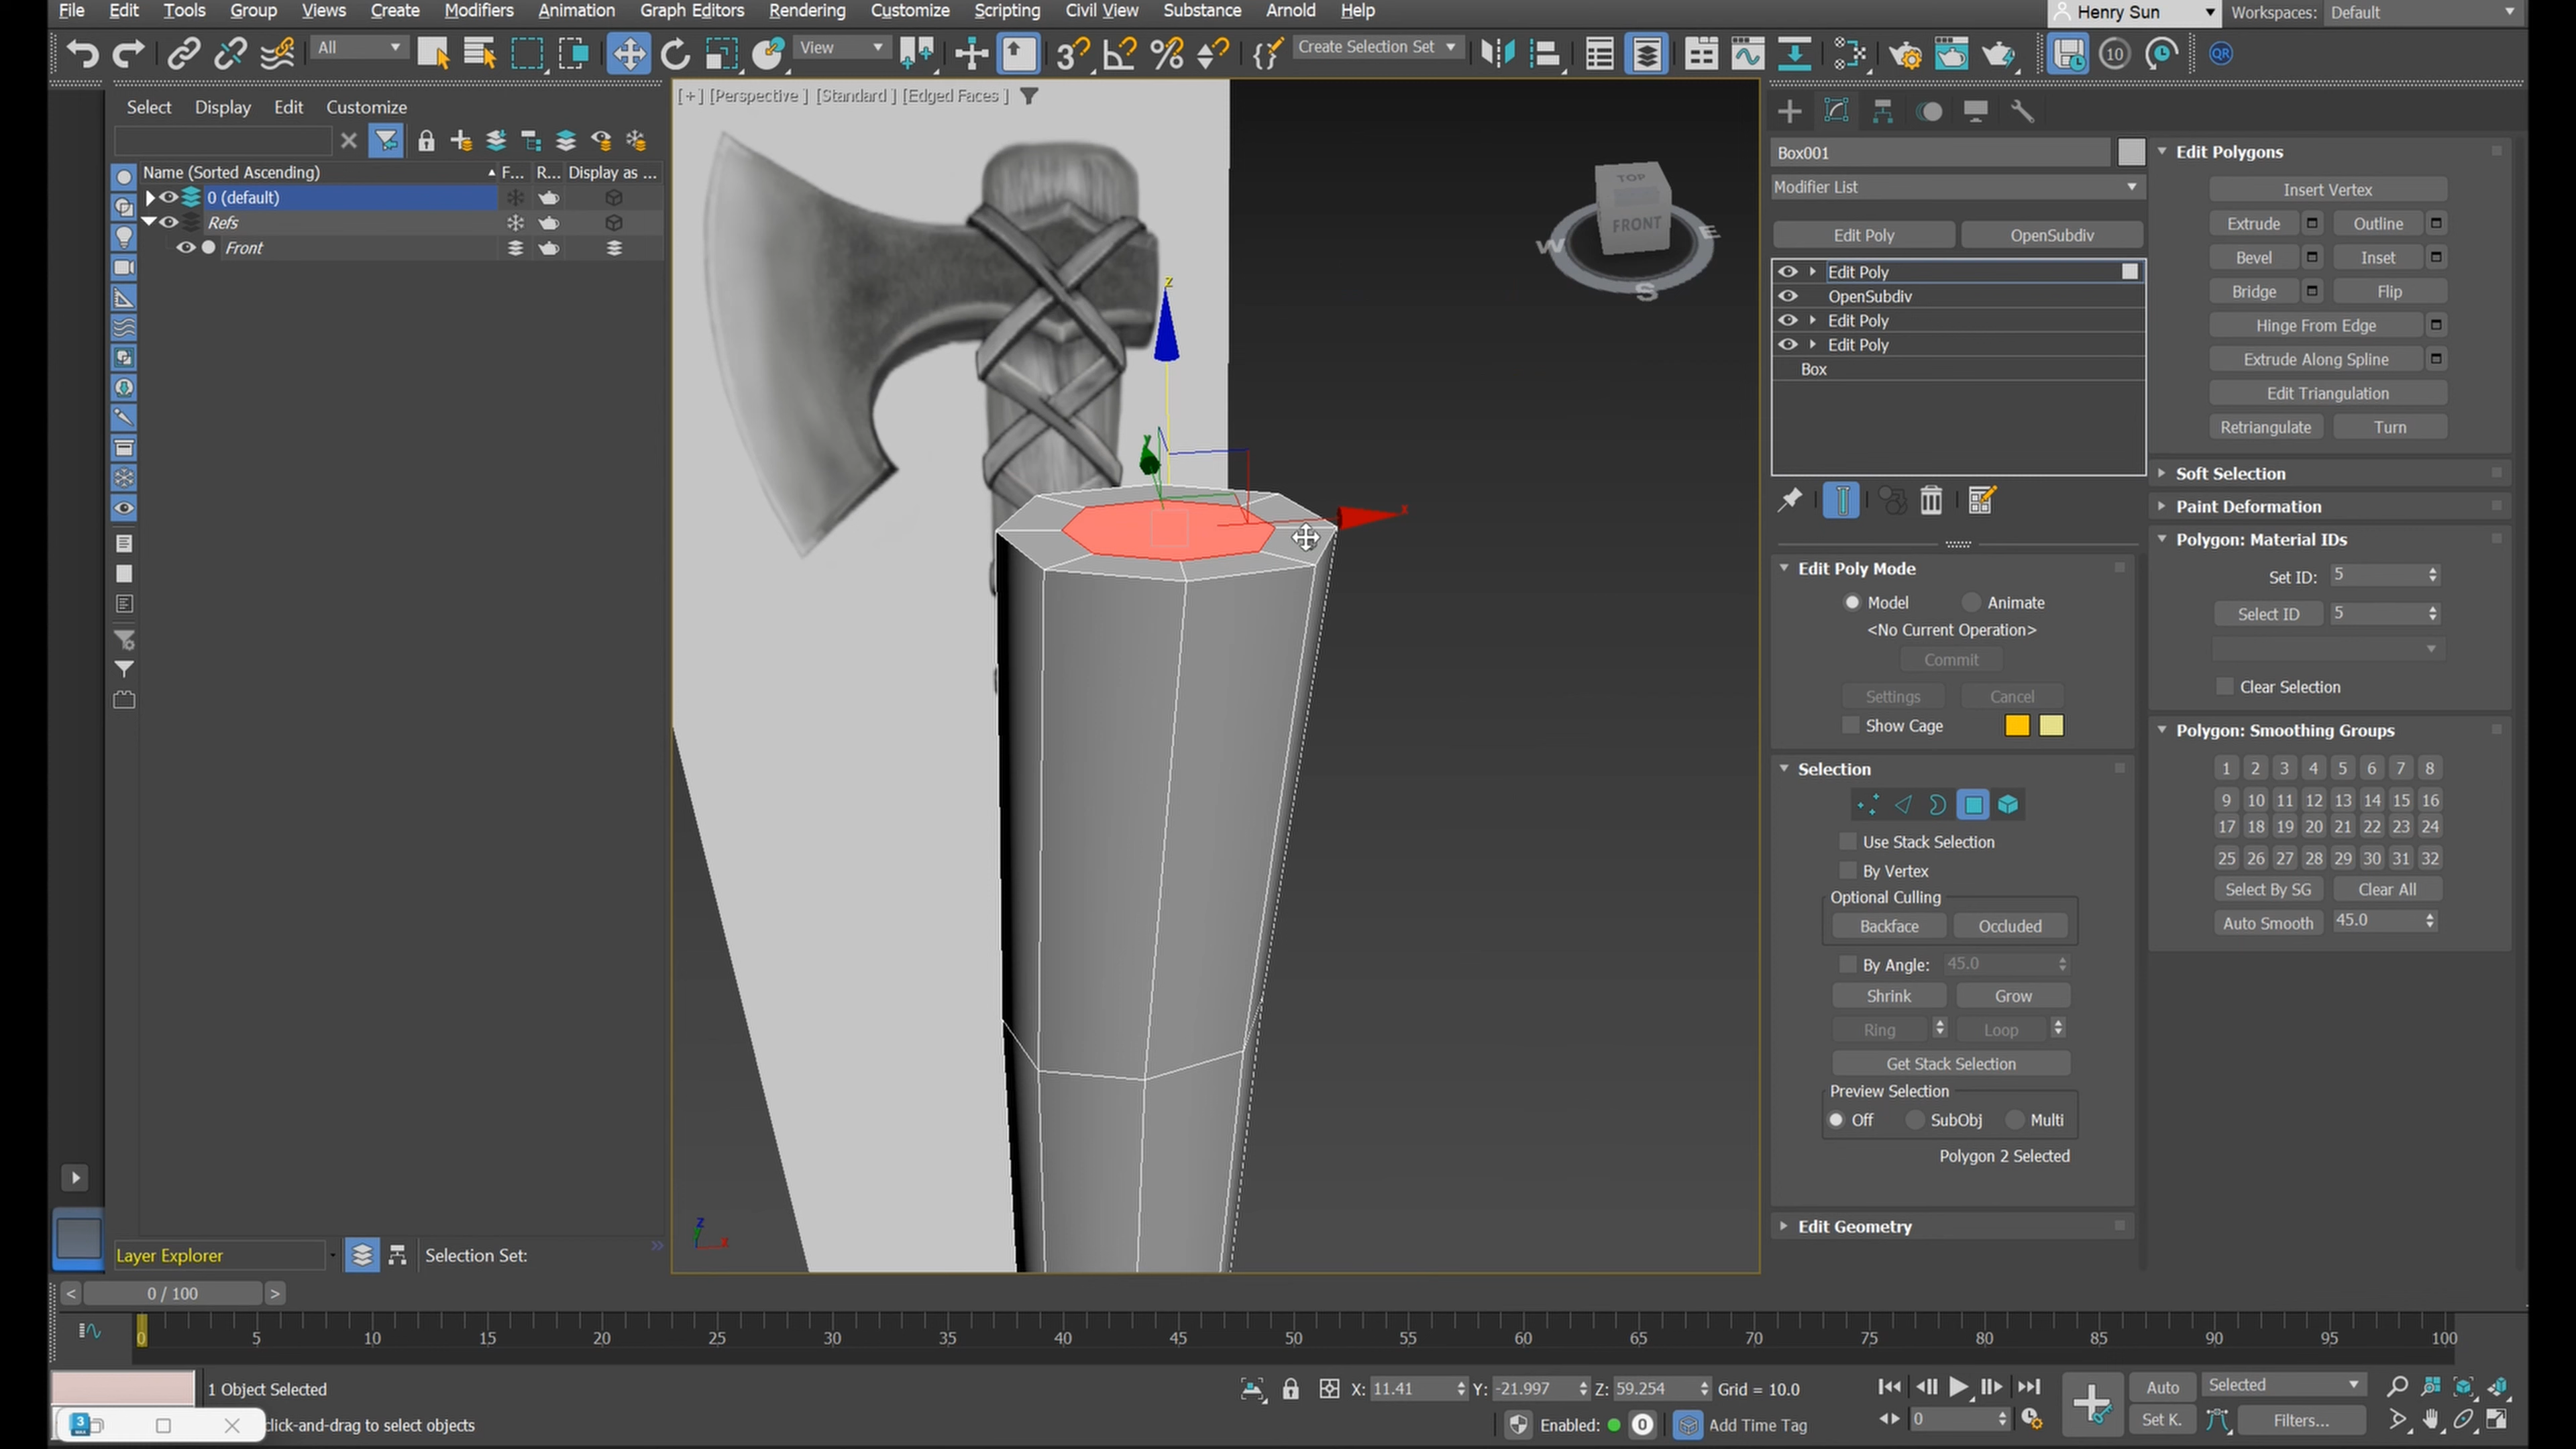 File Edit Tools Group Views Create Modifiers Animation Graph Editors Rendering Customize Scripting Civil View Substance Arnold Help Henry Sun Workspaces: Default
All View Create Selection Set 10 QR
Select Display Edit Customize
Name (Sorted Ascending) F... R... Display as ...
0 (default)
Refs
Front
[+] [Perspective ] [Standard ] [Edged Faces ]
TOP
FRONT
W E S
z
y
x
Box001
Modifier List
Edit Poly OpenSubdiv
Edit Poly
OpenSubdiv
Edit Poly
Edit Poly
Box
Edit Poly Mode
Model Animate
<No Current Operation>
Commit
Settings Cancel
Show Cage
Selection
Use Stack Selection
By Vertex
Optional Culling
Backface Occluded
By Angle: 45.0
Shrink Grow
Ring Loop
Get Stack Selection
Preview Selection
Off SubObj Multi
Polygon 2 Selected
Edit Geometry
Edit Polygons
Insert Vertex
Extrude Outline
Bevel Inset
Bridge Flip
Hinge From Edge
Extrude Along Spline
Edit Triangulation
Retriangulate Turn
Soft Selection
Paint Deformation
Polygon: Material IDs
Set ID: 5
Select ID 5
Clear Selection
Polygon: Smoothing Groups
1 2 3 4 5 6 7 8
9 10 11 12 13 14 15 16
17 18 19 20 21 22 23 24
25 26 27 28 29 30 31 32
Select By SG Clear All
Auto Smooth 45.0
z
x
Layer Explorer Selection Set:
< 0 / 100 >
0 5 10 15 20 25 30 35 40 45 50 55 60 65 70 75 80 85 90 95 100
1 Object Selected X: 11.41 Y: -21.997 Z: 59.254 Grid = 10.0 Auto Selected
3 click-and-drag to select objects Enabled: 0 Add Time Tag 0 Set K. Filters...